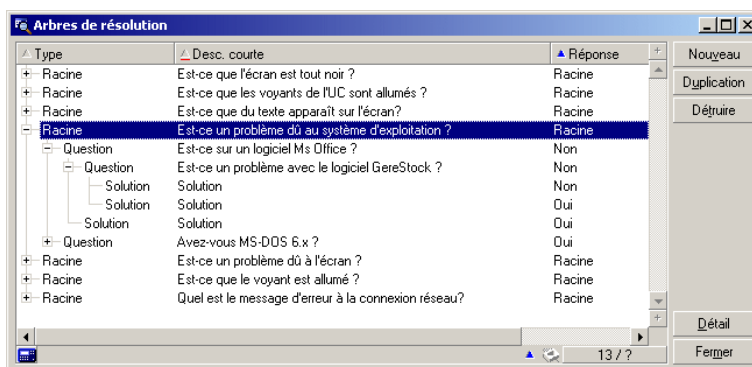 Arbres de résolution
Type Desc. courte Réponse
Racine Est-ce que l'écran est tout noir ? Racine
Racine Est-ce que les voyants de l'UC sont allumés ? Racine
Racine Est-ce que du texte apparaît sur l'écran? Racine
Racine Est-ce un problème dû au système d'exploitation ? Racine
Question Est-ce sur un logiciel Ms Office ? Non
Question Est-ce un problème avec le logiciel GereStock ? Non
Solution Solution Non
Solution Solution Oui
Solution Solution Oui
Question Avez-vous MS-DOS 6.x ? Oui
Racine Est-ce un problème dû à l'écran ? Racine
Racine Est-ce que le voyant est allumé ? Racine
Racine Quel est le message d'erreur à la connexion réseau? Racine
13 / ?
Nouveau
Duplication
Détruire
Détail
Fermer